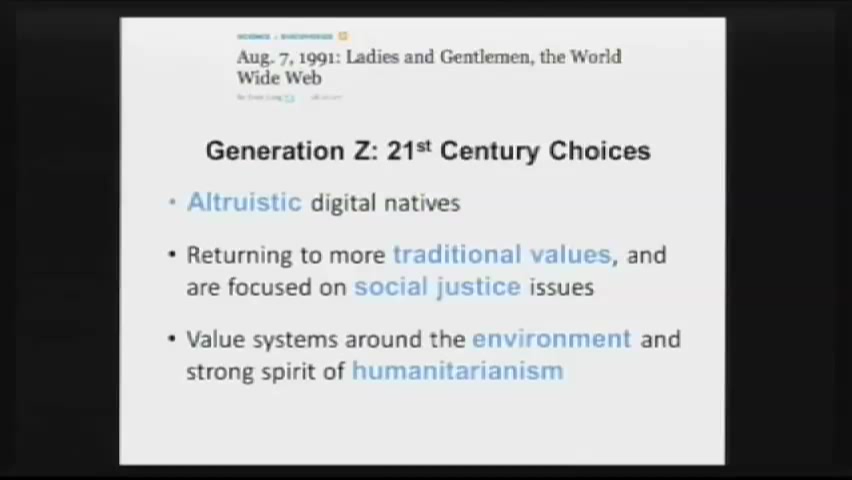 Aug. 7, 1991: Ladies and Gentlemen, the World
Wide Web
Generation Z: 21st Century Choices
• Altruistic digital natives
• Returning to more traditional values, and
are focused on social justice issues
• Value systems around the environment and
strong spirit of humanitarianism